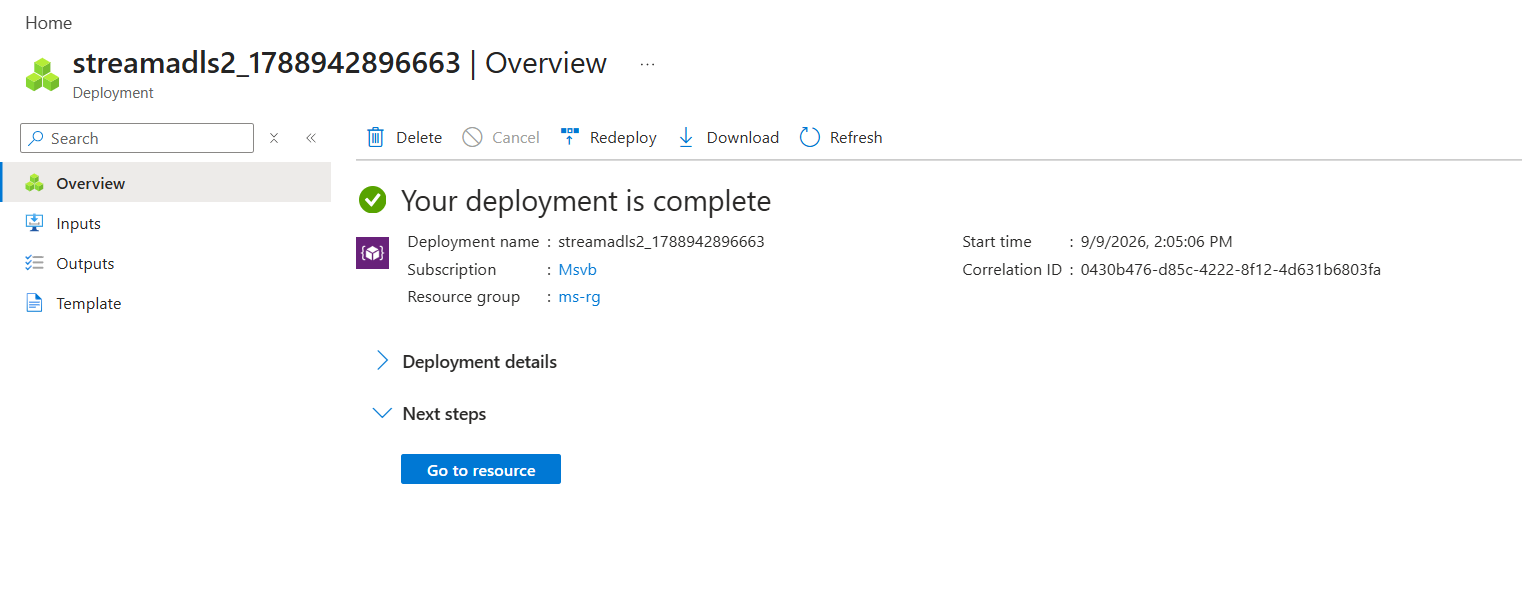 Home
streamadls2_1788942896663 | Overview ...
Deployment
Search
Overview
Inputs
Outputs
Template
Delete Cancel Redeploy Download Refresh
Your deployment is complete
Deployment name : streamadls2_1788942896663
Subscription : Msvb
Resource group : ms-rg
Start time : 9/9/2026, 2:05:06 PM
Correlation ID : 0430b476-d85c-4222-8f12-4d631b6803fa
Deployment details
Next steps
Go to resource